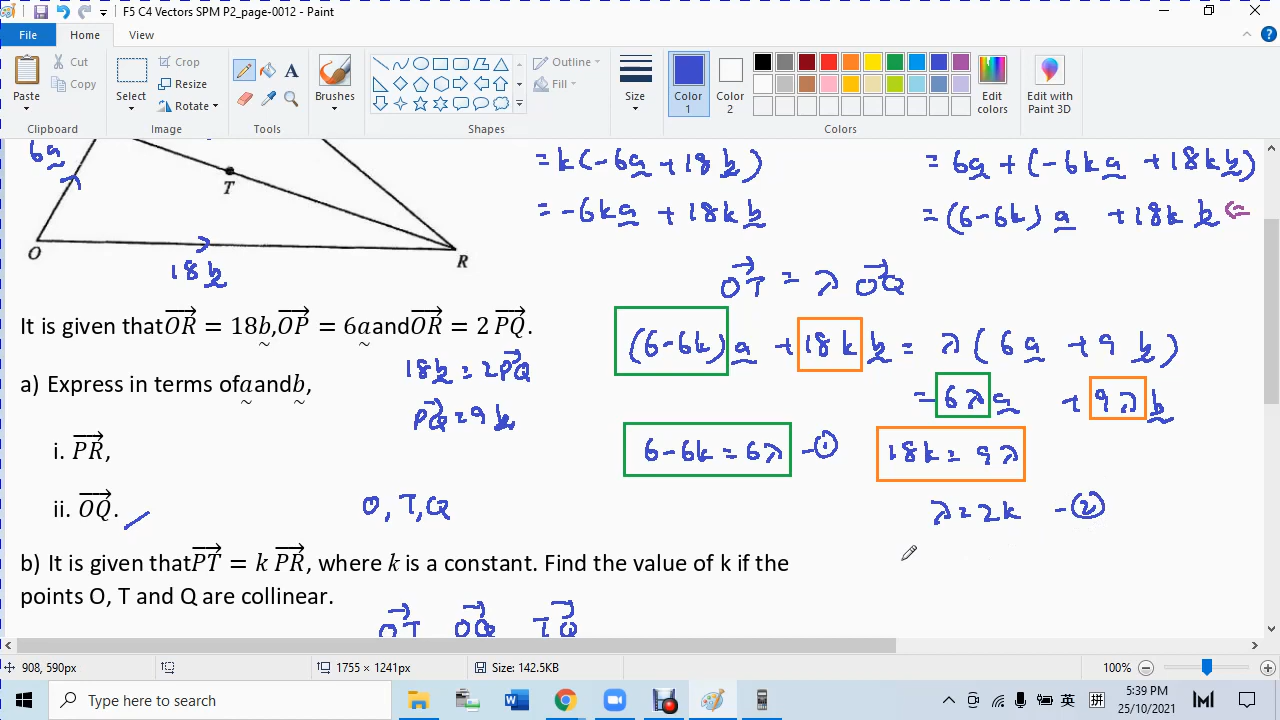 F5 C4 Vectors SPM P2_page-0012 - Paint
File Home View
Paste Cut Copy Clipboard
Select Crop Resize Rotate Image
Tools
Brushes
Outline Fill Shapes
Size
Color 1 Color 2 Edit colors Colors
Edit with Paint 3D
6a
T
O
R
18b
= k(-6a + 18b)
= -6ka + 18kb
= 6a + (-6ka + 18kb)
= (6-6k)a + 18kb ⇐
OT = λ OQ
(6-6k)a + 18kb = λ(6a + 9b)
= 6λa + 9λb
6-6k = 6λ -①
18k = 9λ
λ = 2k -②
It is given that OR = 18b, OP = 6a and OR = 2 PQ.
18b = 2PQ
PQ = 9b
a) Express in terms of a and b,
i. PR,
ii. OQ.
O, T, Q
b) It is given that PT = k PR, where k is a constant. Find the value of k if the
points O, T and Q are collinear.
OT OQ TQ
908, 590px 1755 × 1241px Size: 142.5KB 100%
Type here to search
英 拼 5:39 PM
25/10/2021